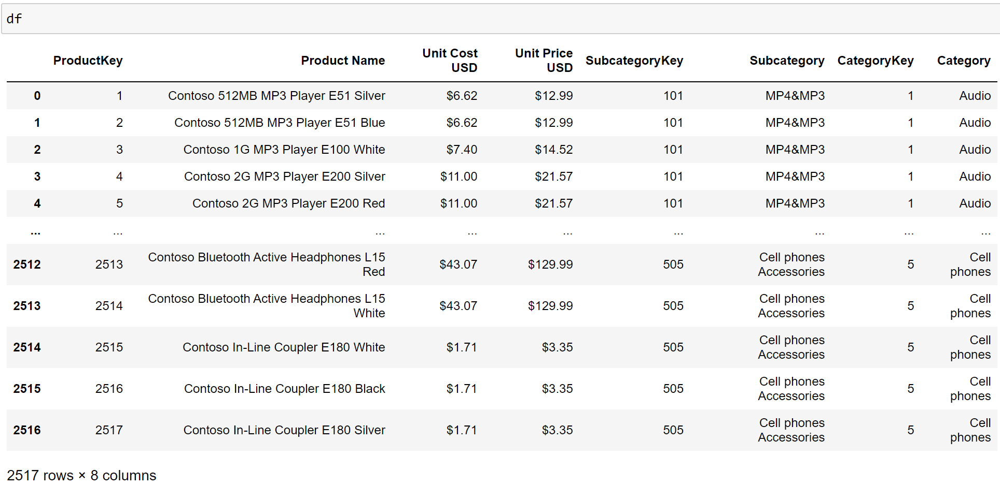 df
ProductKey Product Name Unit Cost USD Unit Price USD SubcategoryKey Subcategory CategoryKey Category
0 1 Contoso 512MB MP3 Player E51 Silver $6.62 $12.99 101 MP4&MP3 1 Audio
1 2 Contoso 512MB MP3 Player E51 Blue $6.62 $12.99 101 MP4&MP3 1 Audio
2 3 Contoso 1G MP3 Player E100 White $7.40 $14.52 101 MP4&MP3 1 Audio
3 4 Contoso 2G MP3 Player E200 Silver $11.00 $21.57 101 MP4&MP3 1 Audio
4 5 Contoso 2G MP3 Player E200 Red $11.00 $21.57 101 MP4&MP3 1 Audio
... ... ... ... ... ... ... ... ...
2512 2513 Contoso Bluetooth Active Headphones L15 Red $43.07 $129.99 505 Cell phones Accessories 5 Cell phones
2513 2514 Contoso Bluetooth Active Headphones L15 White $43.07 $129.99 505 Cell phones Accessories 5 Cell phones
2514 2515 Contoso In-Line Coupler E180 White $1.71 $3.35 505 Cell phones Accessories 5 Cell phones
2515 2516 Contoso In-Line Coupler E180 Black $1.71 $3.35 505 Cell phones Accessories 5 Cell phones
2516 2517 Contoso In-Line Coupler E180 Silver $1.71 $3.35 505 Cell phones Accessories 5 Cell phones
2517 rows × 8 columns